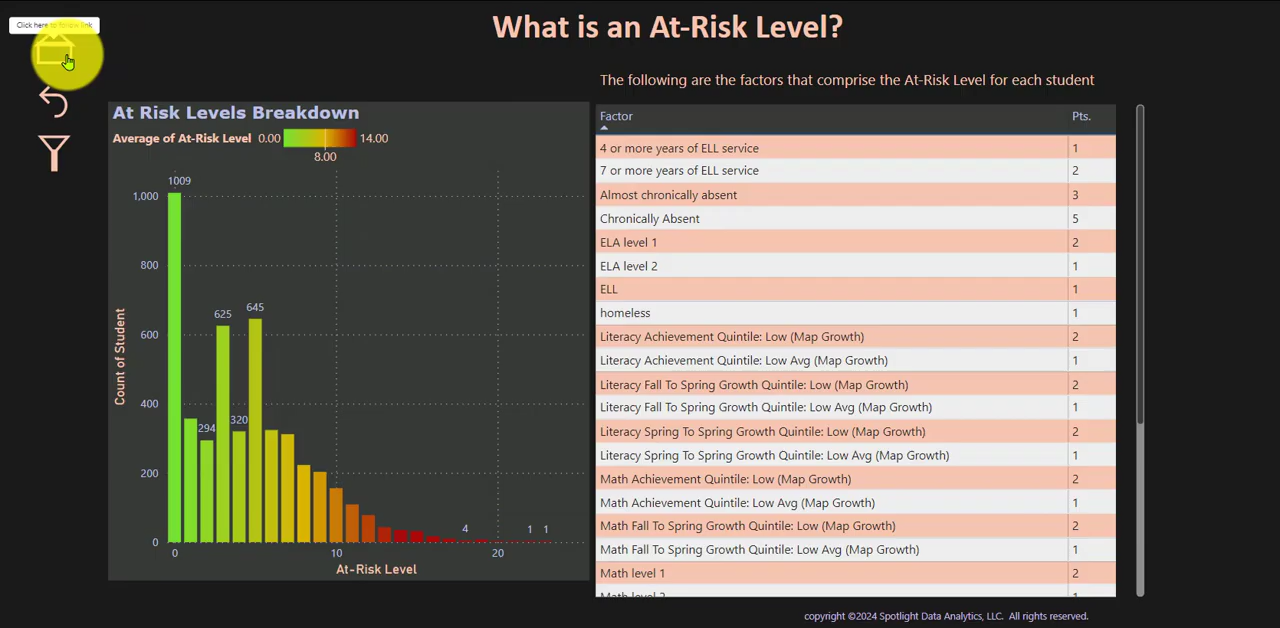 Click here to follow link
What is an At-Risk Level?
The following are the factors that comprise the At-Risk Level for each student
At Risk Levels Breakdown
Average of At-Risk Level 0.00 14.00
8.00
Count of Student
1,000
800
600
400
200
0
1009
294
625
320
645
4
1
1
0
10
20
At-Risk Level
Factor Pts.
4 or more years of ELL service 1
7 or more years of ELL service 2
Almost chronically absent 3
Chronically Absent 5
ELA level 1 2
ELA level 2 1
ELL 1
homeless 1
Literacy Achievement Quintile: Low (Map Growth) 2
Literacy Achievement Quintile: Low Avg (Map Growth) 1
Literacy Fall To Spring Growth Quintile: Low (Map Growth) 2
Literacy Fall To Spring Growth Quintile: Low Avg (Map Growth) 1
Literacy Spring To Spring Growth Quintile: Low (Map Growth) 2
Literacy Spring To Spring Growth Quintile: Low Avg (Map Growth) 1
Math Achievement Quintile: Low (Map Growth) 2
Math Achievement Quintile: Low Avg (Map Growth) 1
Math Fall To Spring Growth Quintile: Low (Map Growth) 2
Math Fall To Spring Growth Quintile: Low Avg (Map Growth) 1
Math level 1 2
Math level 2 1
copyright ©2024 Spotlight Data Analytics, LLC. All rights reserved.